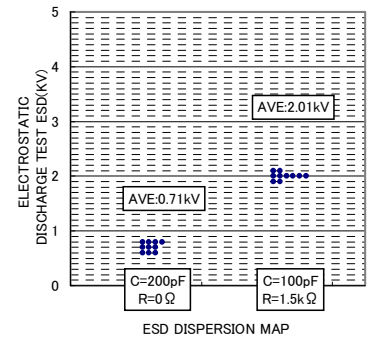 5
4
3
2
1
0
ELECTROSTATIC
DISCHARGE TEST ESD(KV)
AVE:2.01kV
AVE:0.71kV
C=200pF
R=0Ω
C=100pF
R=1.5kΩ
ESD DISPERSION MAP